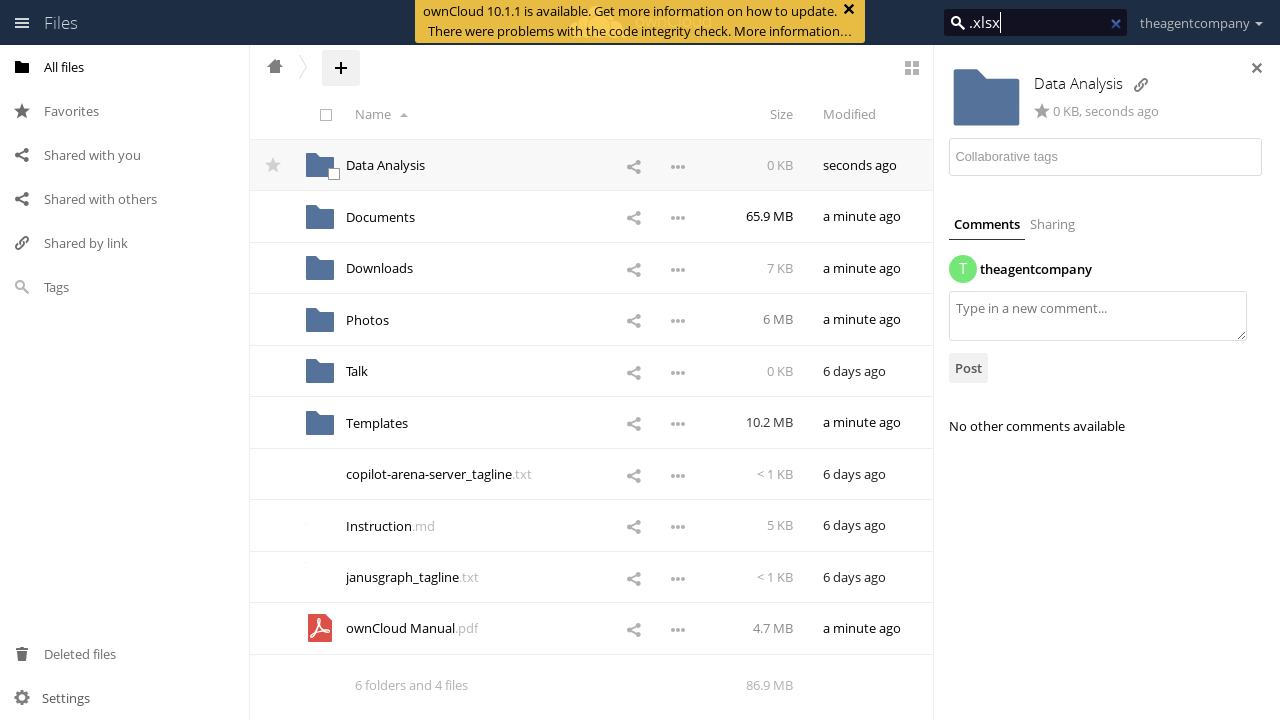 Files
ownCloud 10.1.1 is available. Get more information on how to update.
There were problems with the code integrity check. More information…
.xlsx
theagentcompany
All files
Favorites
Shared with you
Shared with others
Shared by link
Tags
Deleted files
Settings
Name
Size
Modified
Data Analysis
0 KB
seconds ago
Documents
65.9 MB
a minute ago
Downloads
7 KB
a minute ago
Photos
6 MB
a minute ago
Talk
0 KB
6 days ago
Templates
10.2 MB
a minute ago
copilot-arena-server_tagline.txt
< 1 KB
6 days ago
Instruction.md
5 KB
6 days ago
janusgraph_tagline.txt
< 1 KB
6 days ago
ownCloud Manual.pdf
4.7 MB
a minute ago
6 folders and 4 files
86.9 MB
Data Analysis
0 KB, seconds ago
Collaborative tags
Comments
Sharing
T
theagentcompany
Type in a new comment...
Post
No other comments available